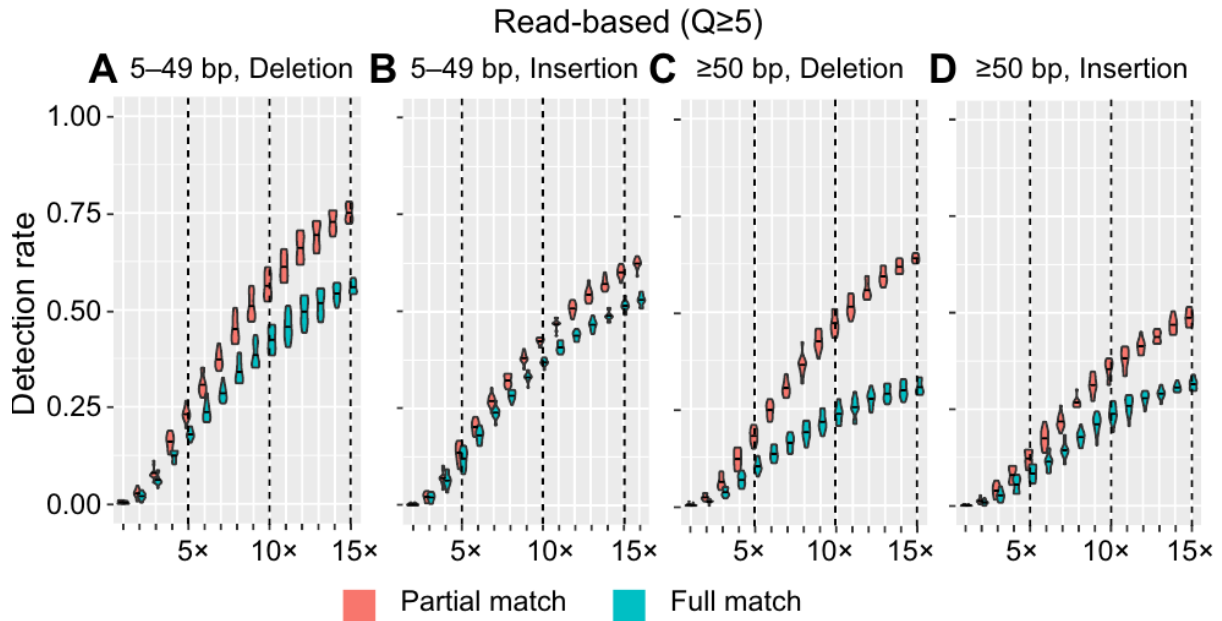 Read-based (Q≥5)
A 5–49 bp, Deletion
B 5–49 bp, Insertion
C ≥50 bp, Deletion
D ≥50 bp, Insertion
Detection rate
1.00
0.75
0.50
0.25
0.00
5× 10× 15×
5× 10× 15×
5× 10× 15×
5× 10× 15×
Partial match
Full match